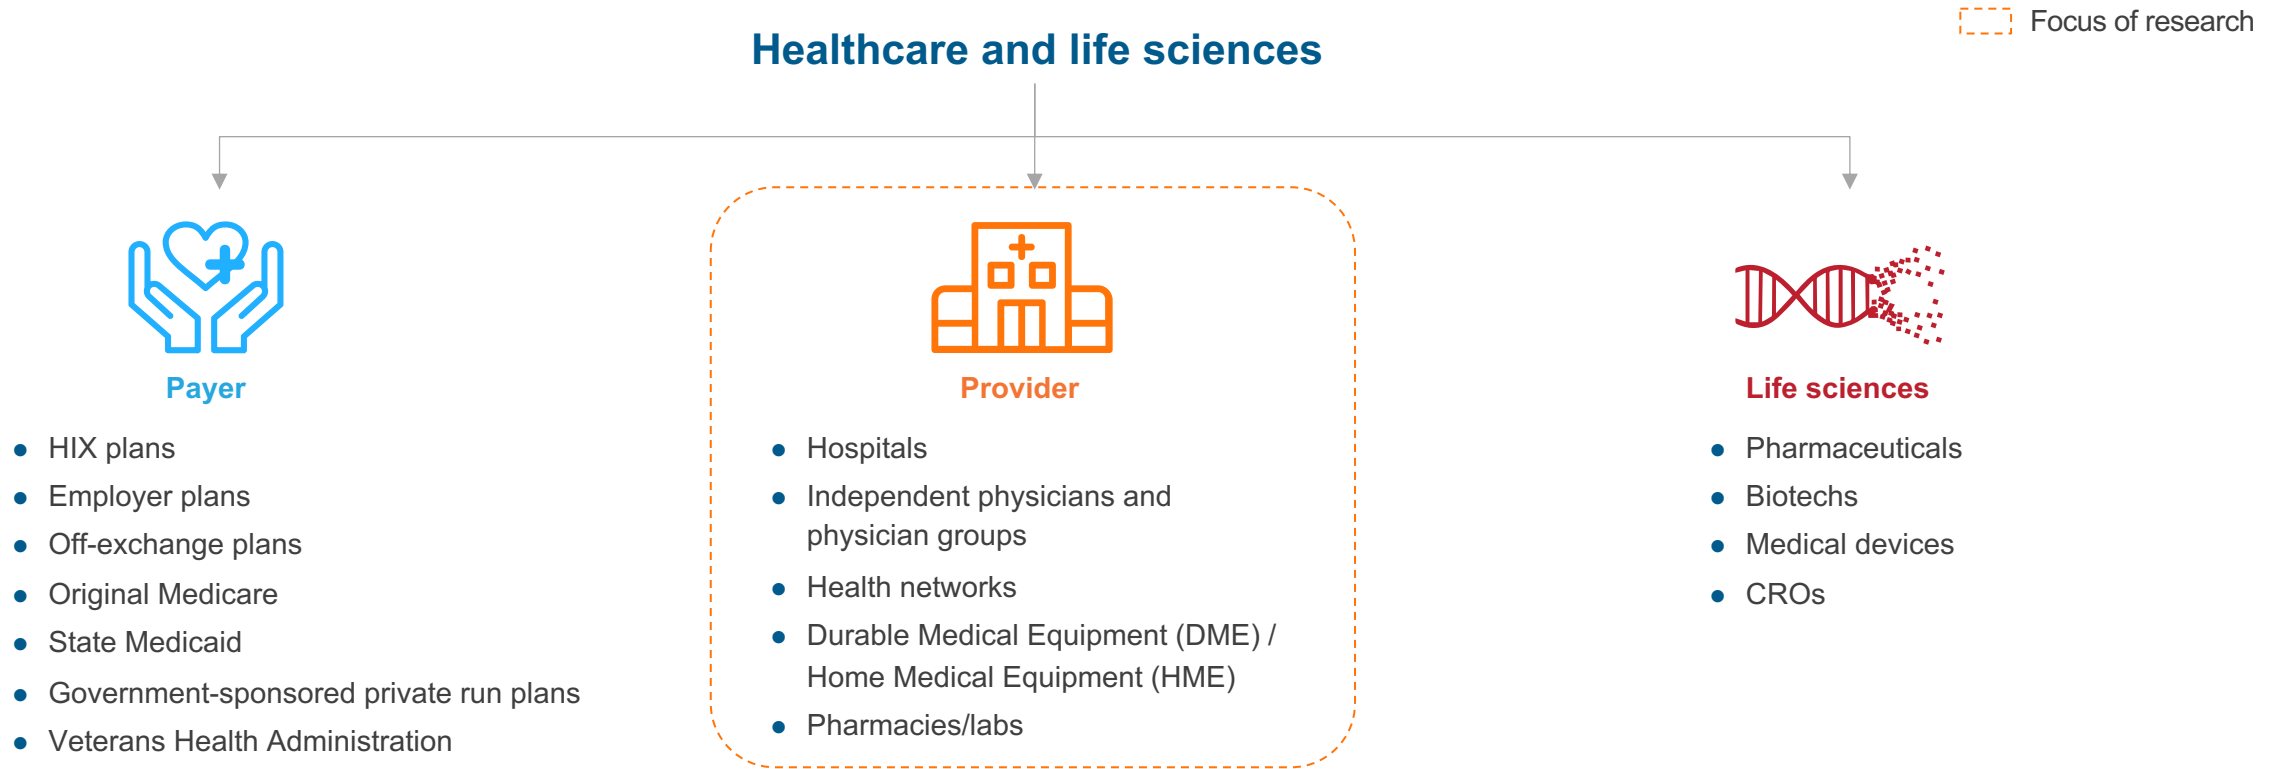 Focus of research
Healthcare and life sciences
Payer
HIX plans
Employer plans
Off-exchange plans
Original Medicare
State Medicaid
Government-sponsored private run plans
Veterans Health Administration
Provider
Hospitals
Independent physicians and
physician groups
Health networks
Durable Medical Equipment (DME) /
Home Medical Equipment (HME)
Pharmacies/labs
Life sciences
Pharmaceuticals
Biotechs
Medical devices
CROs